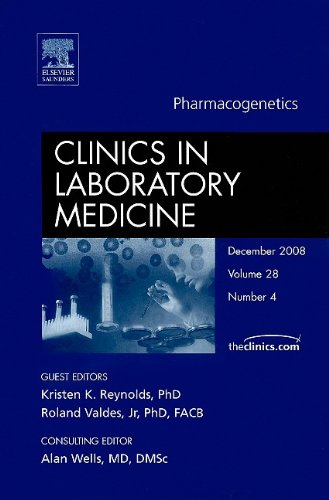 ELSEVIER
SAUNDERS
Pharmacogenetics
CLINICS IN
LABORATORY
MEDICINE
December 2008
Volume 28
Number 4
theclinics.com
GUEST EDITORS
Kristen K. Reynolds, PhD
Roland Valdes, Jr, PhD, FACB
CONSULTING EDITOR
Alan Wells, MD, DMSc